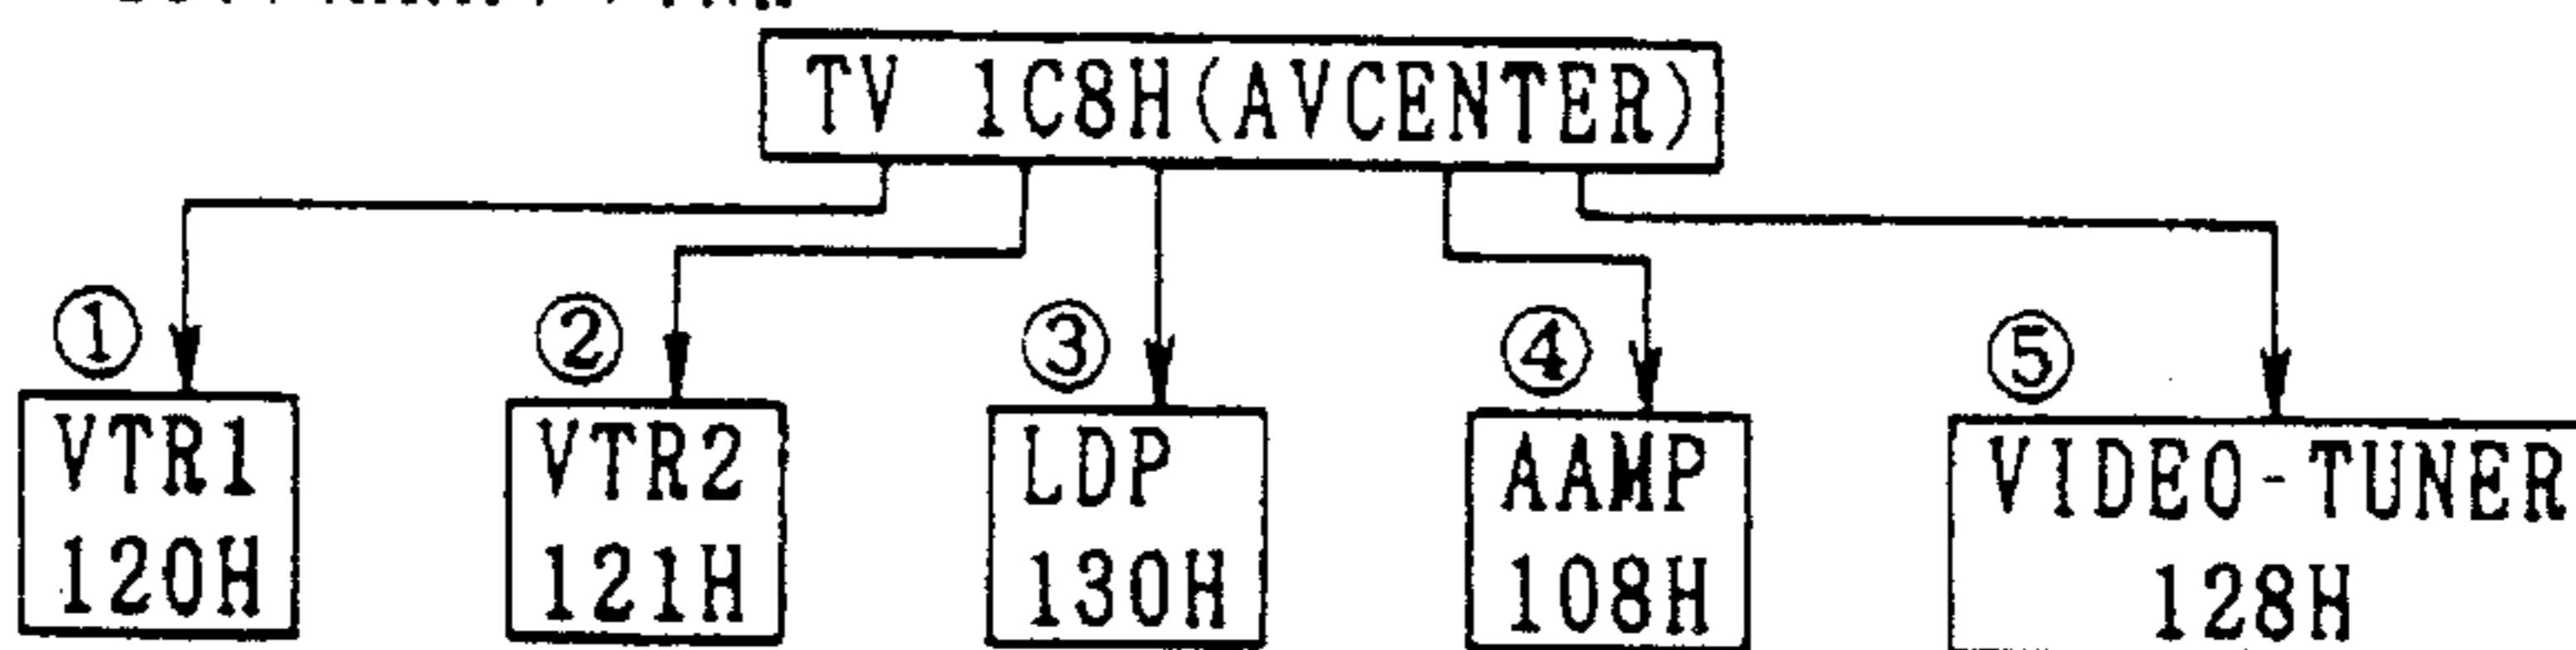 TV 1C8H(AVCENTER)
① ② ③ ④ ⑤
VTR1 VTR2 LDP AAMP VIDEO-TUNER
120H 121H 130H 108H 128H